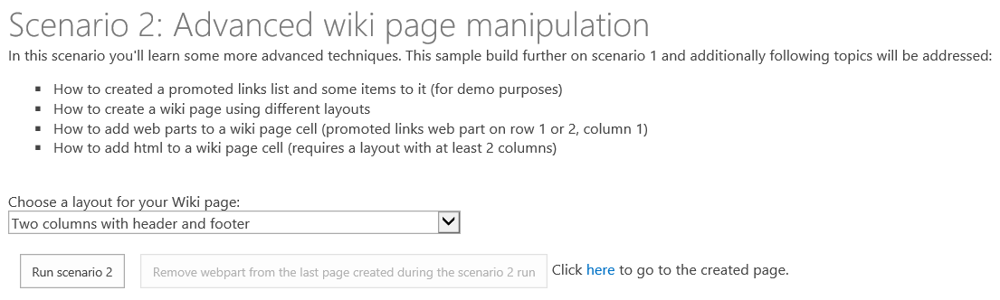 Scenario 2: Advanced wiki page manipulation
In this scenario you'll learn some more advanced techniques. This sample build further on scenario 1 and additionally following topics will be addressed:
▪ How to created a promoted links list and some items to it (for demo purposes)
▪ How to create a wiki page using different layouts
▪ How to add web parts to a wiki page cell (promoted links web part on row 1 or 2, column 1)
▪ How to add html to a wiki page cell (requires a layout with at least 2 columns)
Choose a layout for your Wiki page:
Two columns with header and footer
Run scenario 2 Remove webpart from the last page created during the scenario 2 run Click here to go to the created page.